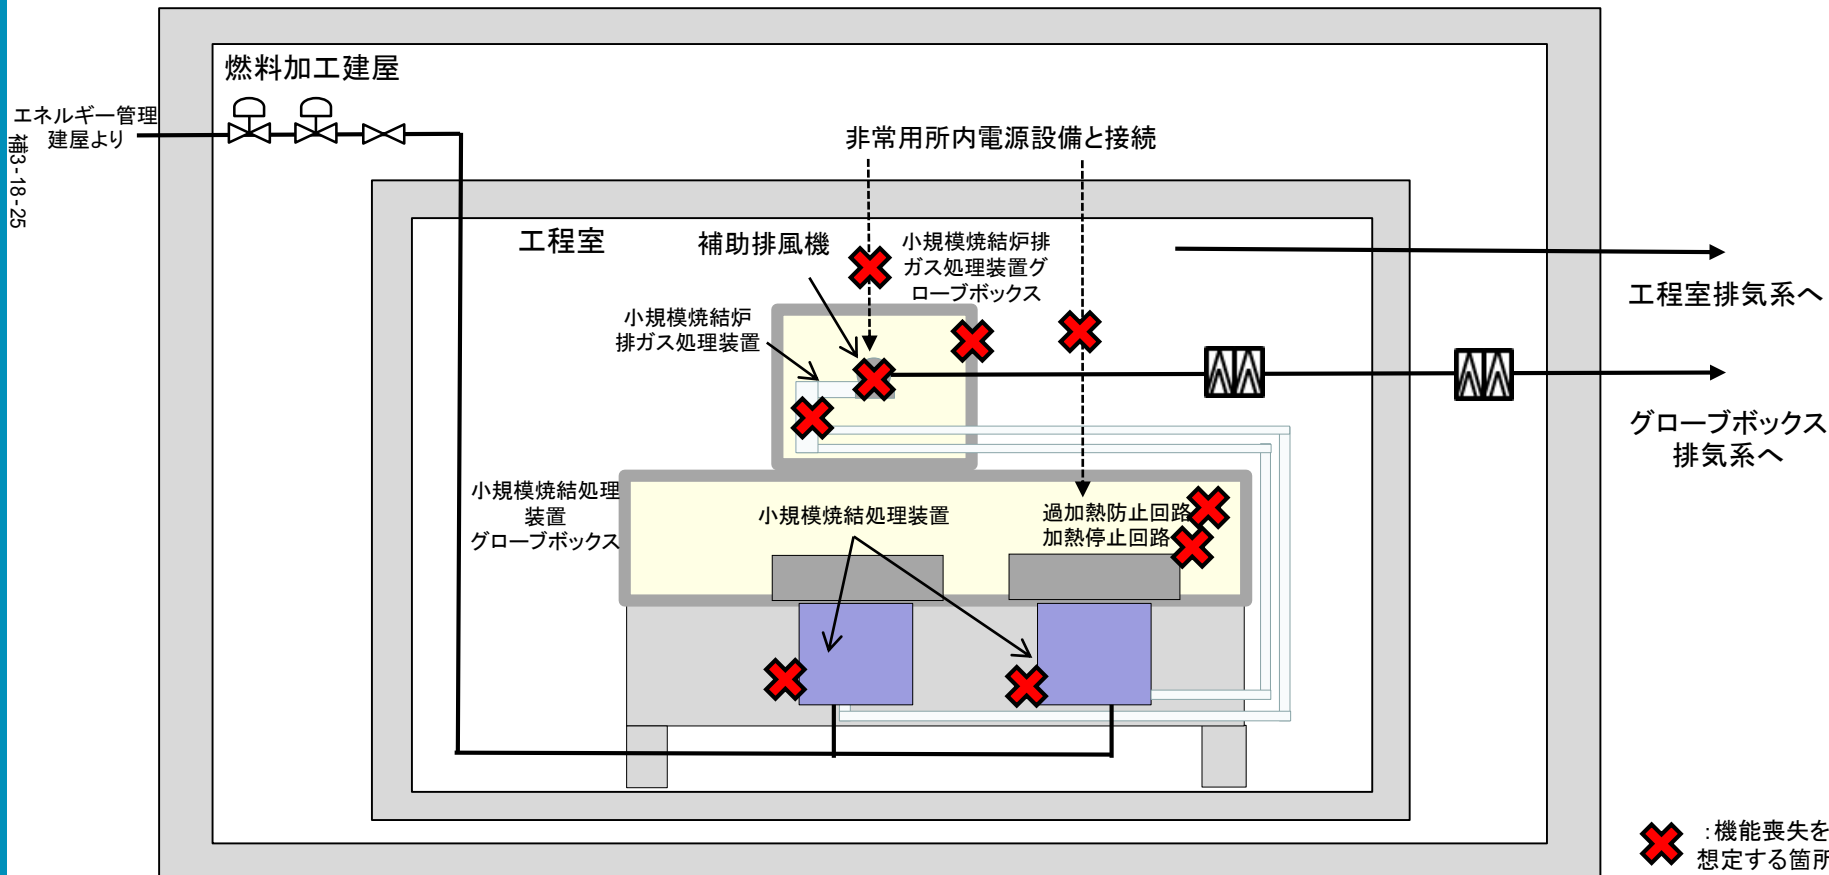 燃料加工建屋
エネルギー管理
建屋より
補3-18-25
非常用所内電源設備と接続
工程室
補助排風機
小規模焼結炉排
ガス処理装置グ
ローブボックス
小規模焼結炉
排ガス処理装置
工程室排気系へ
グローブボックス
排気系へ
小規模焼結処理
装置
グローブボックス
小規模焼結処理装置
過加熱防止回路
加熱停止回路
:機能喪失を
想定する箇所